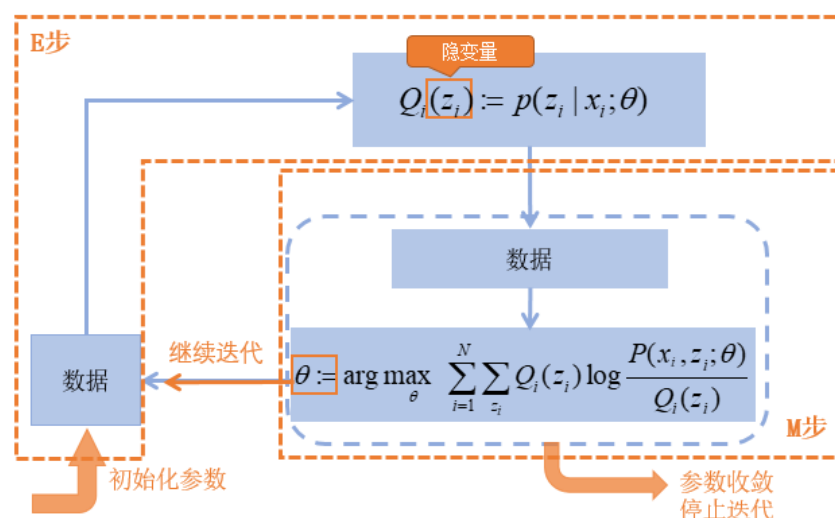 E步
隐变量
Q_i(z_i) := p(z_i | x_i; θ)
数据
继续迭代
数据
θ := arg max_θ ∑_{i=1}^{N} ∑_{z_i} Q_i(z_i) log \frac{P(x_i, z_i; θ)}{Q_i(z_i)}
M步
初始化参数
参数收敛
停止迭代